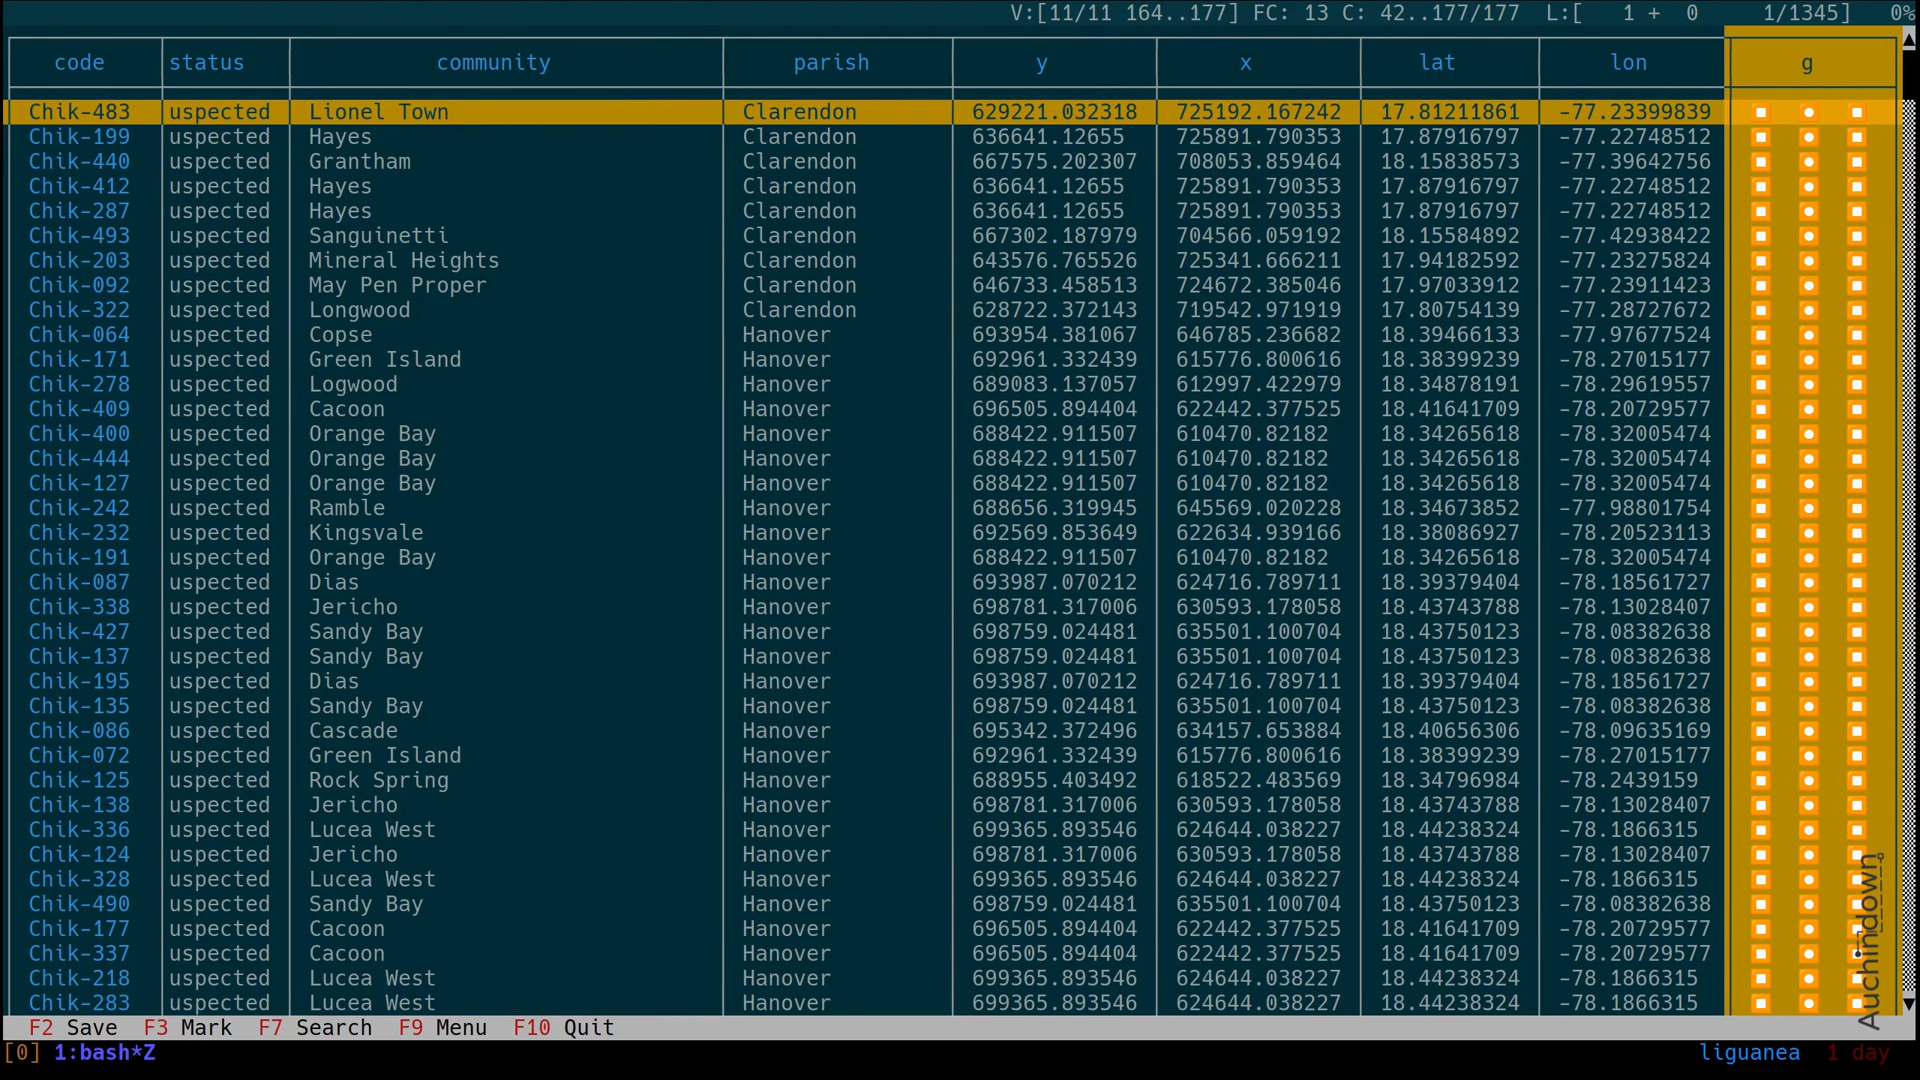 V:[11/11 164..177] FC: 13 C: 42..177/177 L:[ 1 + 0 1/1345] 0%
code status community parish y x lat lon g
Chik-483 uspected Lionel Town Clarendon 629221.032318 725192.167242 17.81211861 -77.23399839
Chik-199 uspected Hayes Clarendon 636641.12655 725891.790353 17.87916797 -77.22748512
Chik-440 uspected Grantham Clarendon 667575.202307 708053.859464 18.15838573 -77.39642756
Chik-412 uspected Hayes Clarendon 636641.12655 725891.790353 17.87916797 -77.22748512
Chik-287 uspected Hayes Clarendon 636641.12655 725891.790353 17.87916797 -77.22748512
Chik-493 uspected Sanguinetti Clarendon 667302.187979 704566.059192 18.15584892 -77.42938422
Chik-203 uspected Mineral Heights Clarendon 643576.765526 725341.666211 17.94182592 -77.23275824
Chik-092 uspected May Pen Proper Clarendon 646733.458513 724672.385046 17.97033912 -77.23911423
Chik-322 uspected Longwood Clarendon 628722.372143 719542.971919 17.80754139 -77.28727672
Chik-064 uspected Copse Hanover 693954.381067 646785.236682 18.39466133 -77.97677524
Chik-171 uspected Green Island Hanover 692961.332439 615776.800616 18.38399239 -78.27015177
Chik-278 uspected Logwood Hanover 689083.137057 612997.422979 18.34878191 -78.29619557
Chik-409 uspected Cacoon Hanover 696505.894404 622442.377525 18.41641709 -78.20729577
Chik-400 uspected Orange Bay Hanover 688422.911507 610470.82182 18.34265618 -78.32005474
Chik-444 uspected Orange Bay Hanover 688422.911507 610470.82182 18.34265618 -78.32005474
Chik-127 uspected Orange Bay Hanover 688422.911507 610470.82182 18.34265618 -78.32005474
Chik-242 uspected Ramble Hanover 688656.319945 645569.020228 18.34673852 -77.98801754
Chik-232 uspected Kingsvale Hanover 692569.853649 622634.939166 18.38086927 -78.20523113
Chik-191 uspected Orange Bay Hanover 688422.911507 610470.82182 18.34265618 -78.32005474
Chik-087 uspected Dias Hanover 693987.070212 624716.789711 18.39379404 -78.18561727
Chik-338 uspected Jericho Hanover 698781.317006 630593.178058 18.43743788 -78.13028407
Chik-427 uspected Sandy Bay Hanover 698759.024481 635501.100704 18.43750123 -78.08382638
Chik-137 uspected Sandy Bay Hanover 698759.024481 635501.100704 18.43750123 -78.08382638
Chik-195 uspected Dias Hanover 693987.070212 624716.789711 18.39379404 -78.18561727
Chik-135 uspected Sandy Bay Hanover 698759.024481 635501.100704 18.43750123 -78.08382638
Chik-086 uspected Cascade Hanover 695342.372496 634157.653884 18.40656306 -78.09635169
Chik-072 uspected Green Island Hanover 692961.332439 615776.800616 18.38399239 -78.27015177
Chik-125 uspected Rock Spring Hanover 688955.403492 618522.483569 18.34796984 -78.2439159
Chik-138 uspected Jericho Hanover 698781.317006 630593.178058 18.43743788 -78.13028407
Chik-336 uspected Lucea West Hanover 699365.893546 624644.038227 18.44238324 -78.1866315
Chik-124 uspected Jericho Hanover 698781.317006 630593.178058 18.43743788 -78.13028407
Chik-328 uspected Lucea West Hanover 699365.893546 624644.038227 18.44238324 -78.1866315
Chik-490 uspected Sandy Bay Hanover 698759.024481 635501.100704 18.43750123 -78.08382638
Chik-177 uspected Cacoon Hanover 696505.894404 622442.377525 18.41641709 -78.20729577
Chik-337 uspected Cacoon Hanover 696505.894404 622442.377525 18.41641709 -78.20729577
Chik-218 uspected Lucea West Hanover 699365.893546 624644.038227 18.44238324 -78.1866315
Chik-283 uspected Lucea West Hanover 699365.893546 624644.038227 18.44238324 -78.1866315
Auchindown
F2 Save F3 Mark F7 Search F9 Menu F10 Quit
[0] 1:bash*Z liguanea 1 day